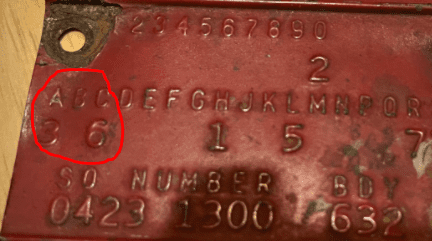 234567890
2
ABCDEFGHJKLMNPQR
3 6 1 5 7
SO NUMBER BDY
0423 1300 632